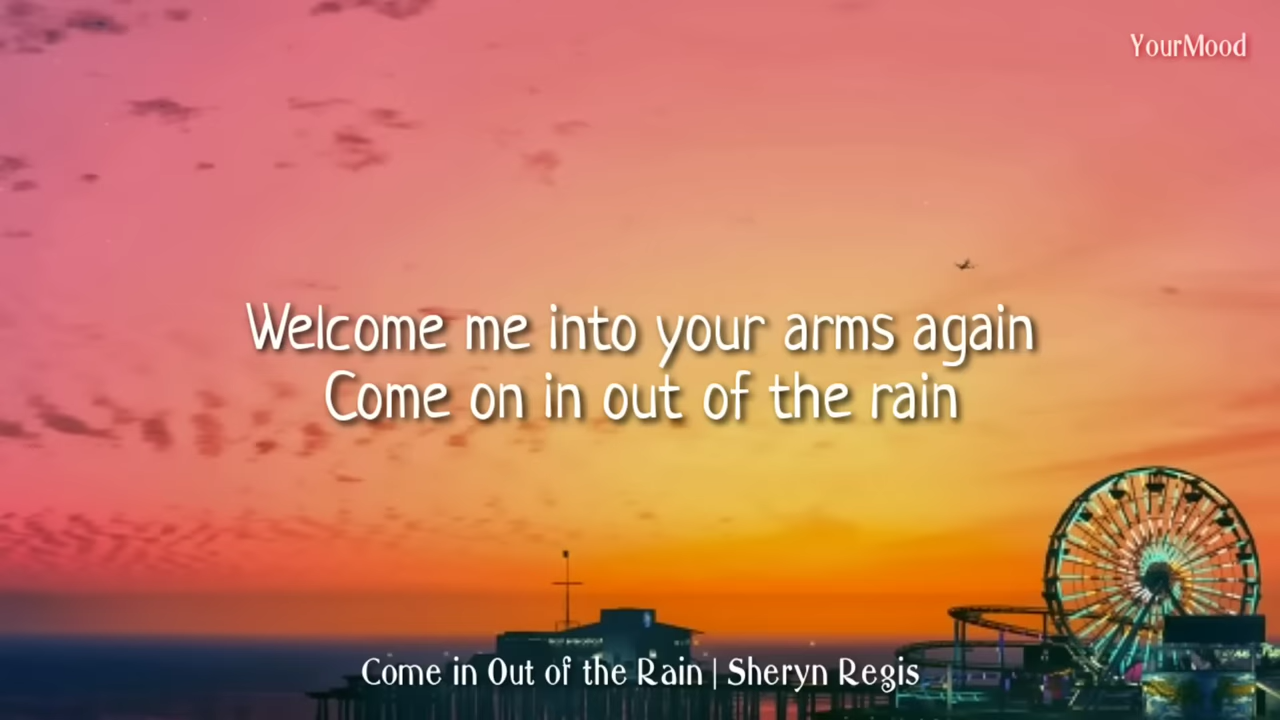 YourMood
Welcome me into your arms again
Come on in out of the rain
Come in Out of the Rain | Sheryn Regis